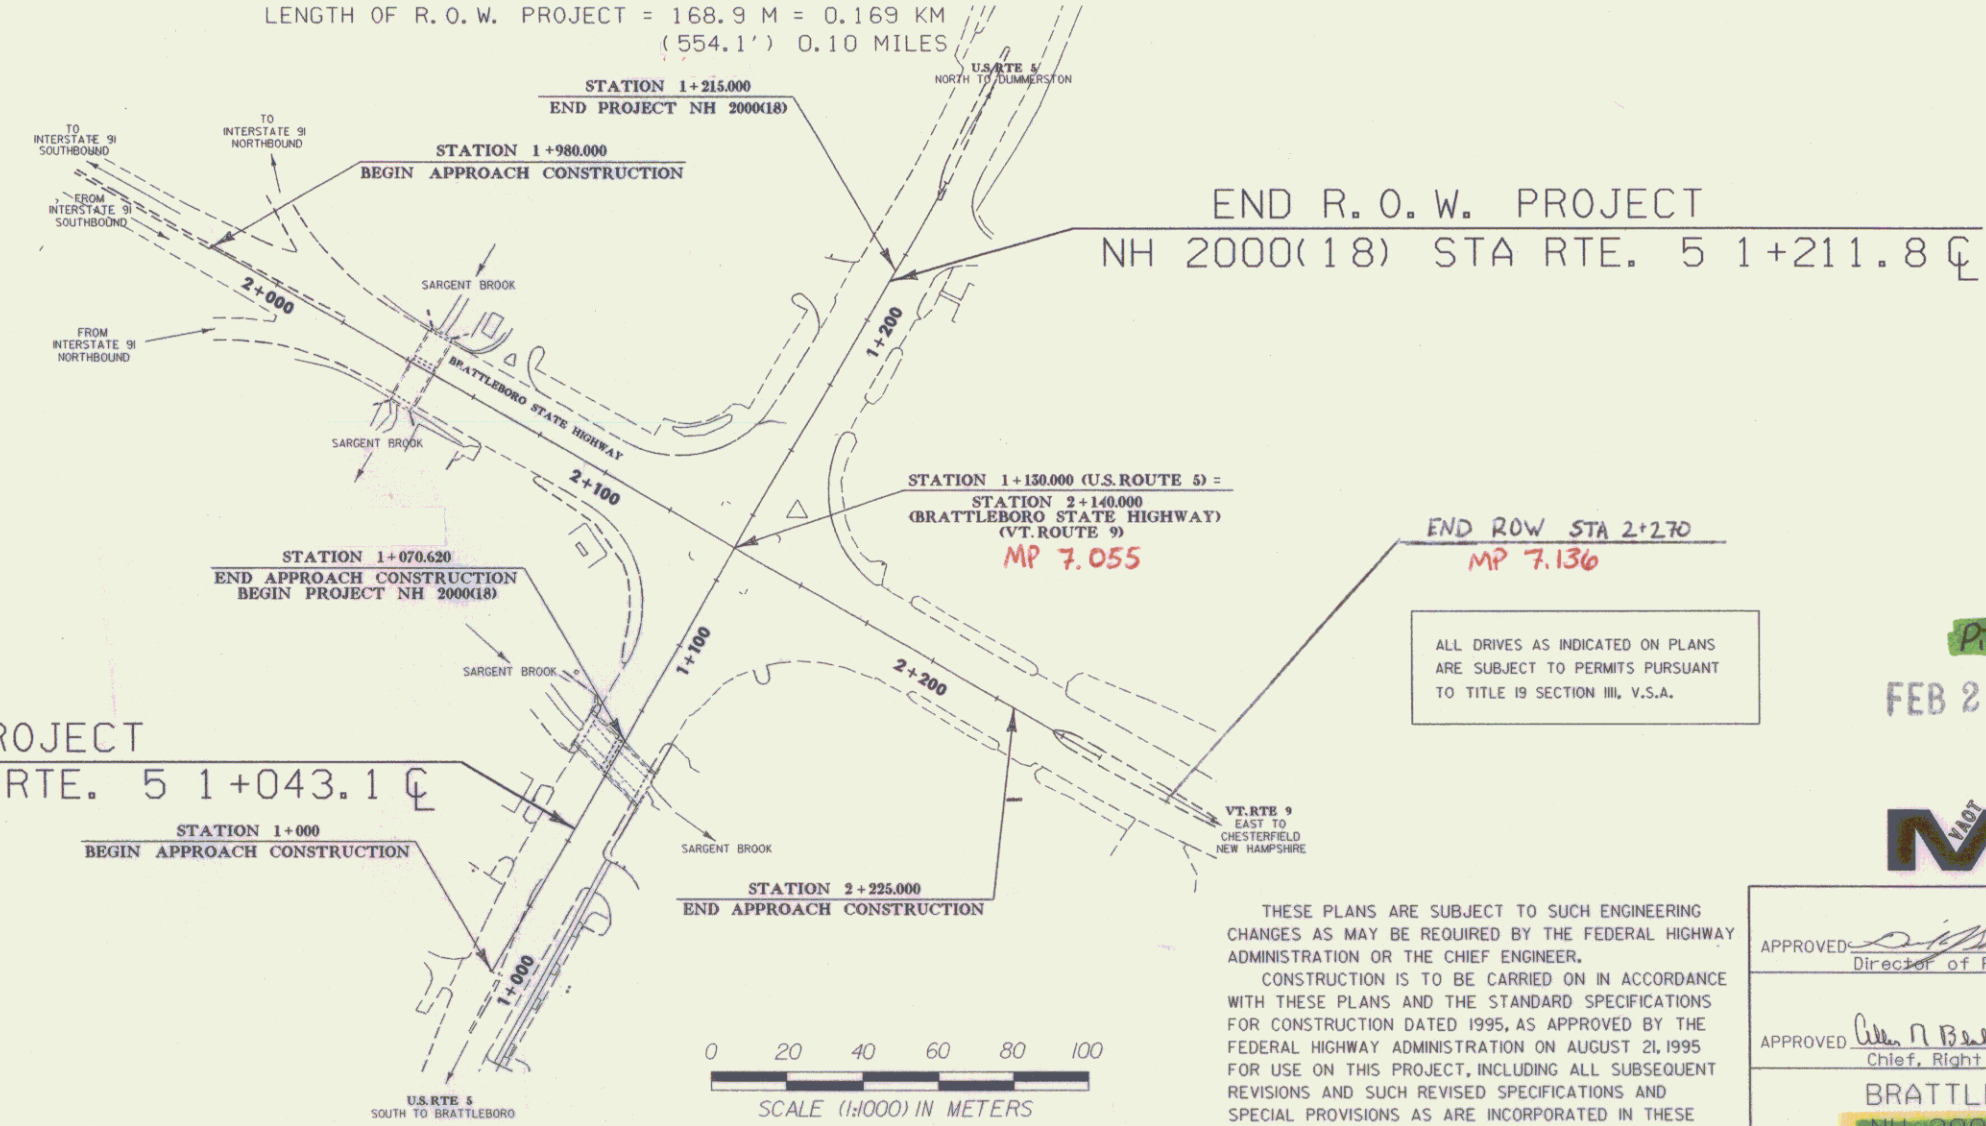 LENGTH OF R.O.W. PROJECT = 168.9 M = 0.169 KM
(554.1') 0.10 MILES
U.S.RTE 5
NORTH TO DUMMERSTON
STATION 1+215.000
END PROJECT NH 2000(18)
TO
INTERSTATE 91
SOUTHBOUND
TO
INTERSTATE 91
NORTHBOUND
STATION 1+980.000
BEGIN APPROACH CONSTRUCTION
FROM
INTERSTATE 91
SOUTHBOUND
END R.O.W. PROJECT
NH 2000(18) STA RTE. 5 1+211.8 ℄
SARGENT BROOK
2+000
1+200
FROM
INTERSTATE 91
NORTHBOUND
BRATTLEBORO STATE HIGHWAY
SARGENT BROOK
2+100
STATION 1+130.000 (U.S.ROUTE 5) =
STATION 2+140.000
(BRATTLEBORO STATE HIGHWAY)
(VT.ROUTE 9)
MP 7.055
END ROW STA 2+270
MP 7.136
STATION 1+070.620
END APPROACH CONSTRUCTION
BEGIN PROJECT NH 2000(18)
1+100
2+200
ALL DRIVES AS INDICATED ON PLANS
ARE SUBJECT TO PERMITS PURSUANT
TO TITLE 19 SECTION 1111, V.S.A.
SARGENT BROOK
FEB 2
ROJECT
RTE. 5 1+043.1 ℄
STATION 1+000
BEGIN APPROACH CONSTRUCTION
SARGENT BROOK
VT.RTE 9
EAST TO
CHESTERFIELD
NEW HAMPSHIRE
VAOT
STATION 2+225.000
END APPROACH CONSTRUCTION
1+000
THESE PLANS ARE SUBJECT TO SUCH ENGINEERING
CHANGES AS MAY BE REQUIRED BY THE FEDERAL HIGHWAY
ADMINISTRATION OR THE CHIEF ENGINEER.
CONSTRUCTION IS TO BE CARRIED ON IN ACCORDANCE
WITH THESE PLANS AND THE STANDARD SPECIFICATIONS
FOR CONSTRUCTION DATED 1995, AS APPROVED BY THE
FEDERAL HIGHWAY ADMINISTRATION ON AUGUST 21, 1995
FOR USE ON THIS PROJECT, INCLUDING ALL SUBSEQUENT
REVISIONS AND SUCH REVISED SPECIFICATIONS AND
SPECIAL PROVISIONS AS ARE INCORPORATED IN THESE
APPROVED
Director of
APPROVED
Chief, Right
BRATTLE
U.S.RTE 5
SOUTH TO BRATTLEBORO
0 20 40 60 80 100
SCALE (1:1000) IN METERS